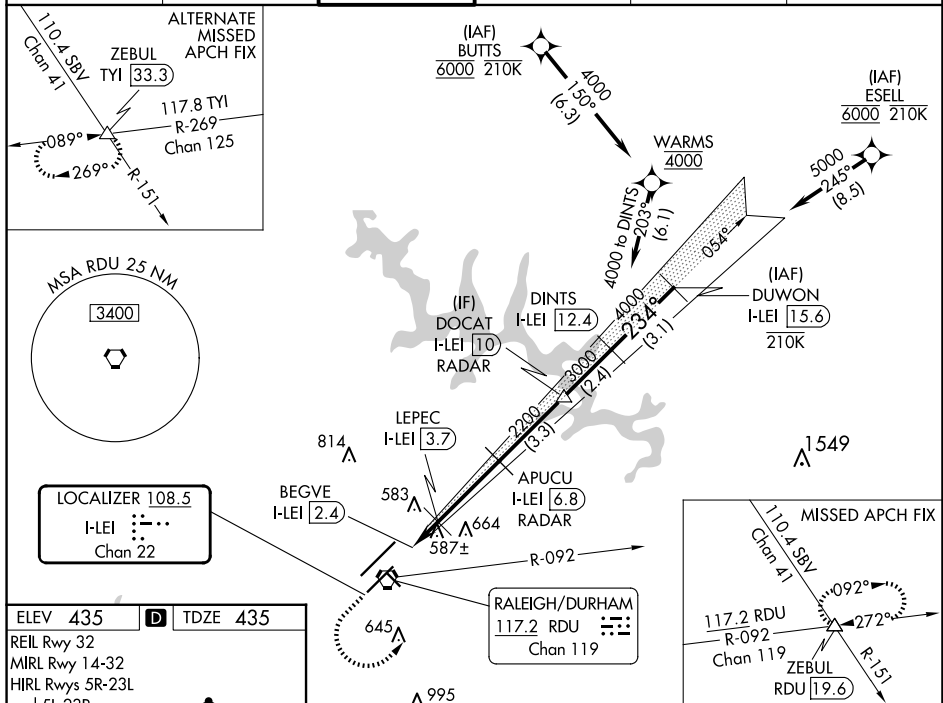 ALTERNATE
MISSED
APCH FIX
110.4 SBV
Chan 41
ZEBUL
TYI 33.3
117.8 TYI
R-269
Chan 125
089°
269°
R-151
(IAF)
BUTTS
6000 210K
4000
150°
(6.3)
(IAF)
ESELL
6000 210K
5000
245°
(8.5)
WARMS
4000
4000 to DINTS
203°
(6.1)
054°
MSA RDU 25 NM
3400
(IF)
DOCAT
I-LEI 10
RADAR
DINTS
I-LEI 12.4
4000
234°
(3.1)
(IAF)
DUWON
I-LEI 15.6
210K
3000
(2.4)
2200
(3.3)
LEPEC
I-LEI 3.7
APUCU
I-LEI 6.8
RADAR
814
1549
BEGVE
I-LEI 2.4
583
664
587±
LOCALIZER 108.5
I-LEI
Chan 22
R-092
RALEIGH/DURHAM
117.2 RDU
Chan 119
645
995
MISSED APCH FIX
110.4 SBV
Chan 41
092°
272°
117.2 RDU
R-092
Chan 119
ZEBUL
RDU 19.6
R-151
ELEV 435 D TDZE 435
REIL Rwy 32
MIRL Rwy 14-32
HIRL Rwys 5R-23L